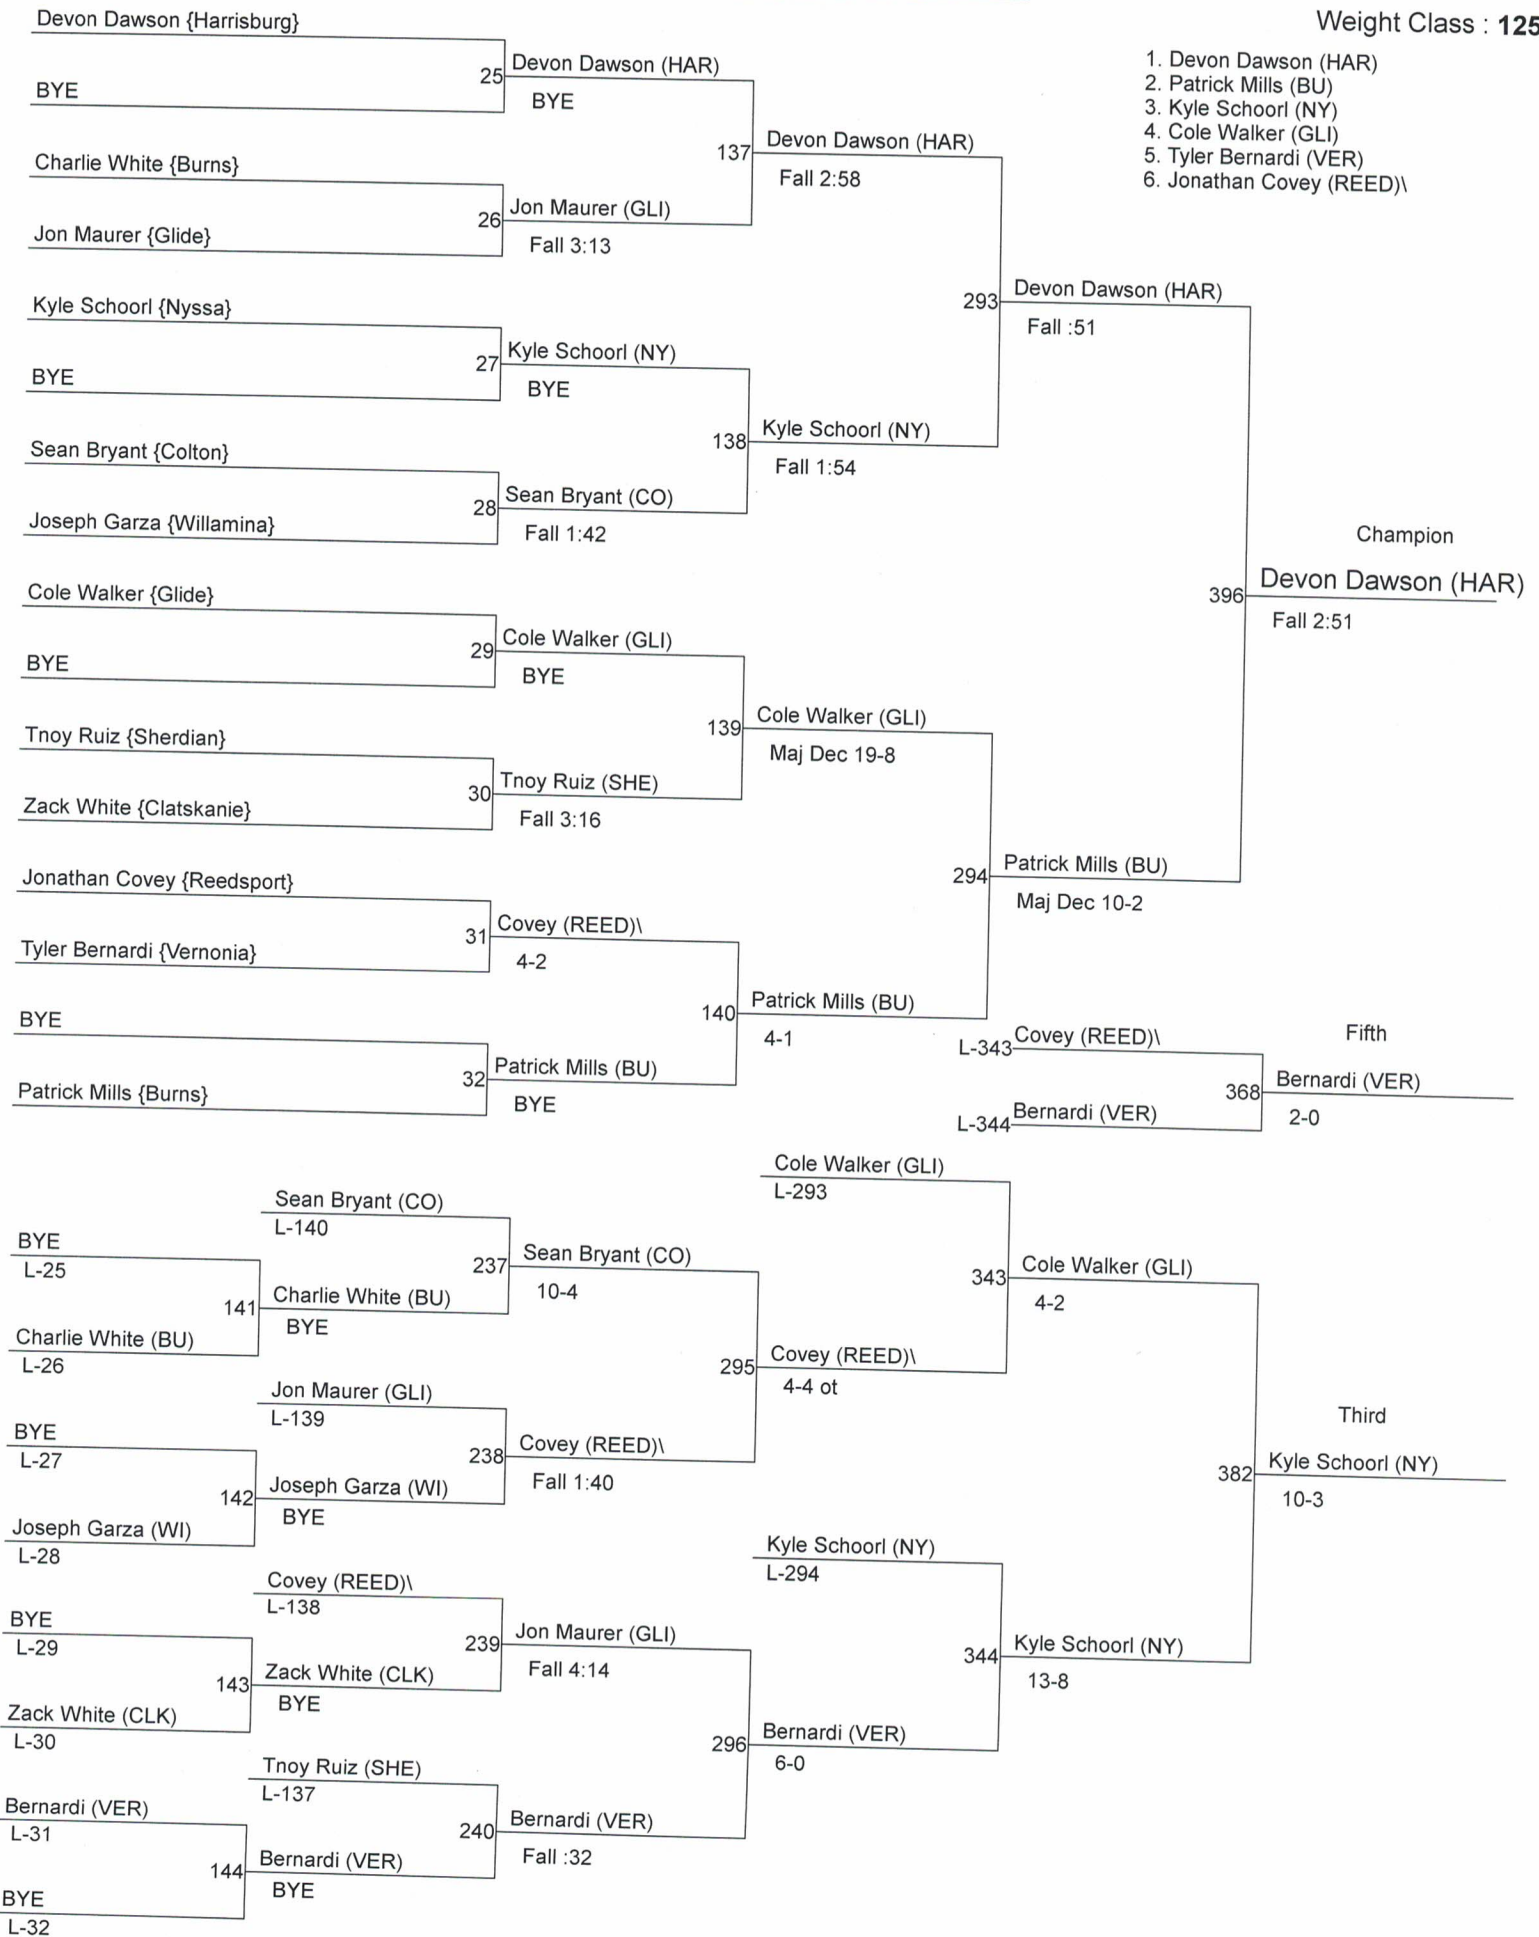 Weight Class : 125
1. Devon Dawson (HAR)
2. Patrick Mills (BU)
3. Kyle Schoorl (NY)
4. Cole Walker (GLI)
5. Tyler Bernardi (VER)
6. Jonathan Covey (REED)\
Devon Dawson {Harrisburg}
BYE
25
Devon Dawson (HAR)
BYE
Charlie White {Burns}
Jon Maurer {Glide}
26
Jon Maurer (GLI)
Fall 3:13
137
Devon Dawson (HAR)
Fall 2:58
Kyle Schoorl {Nyssa}
BYE
27
Kyle Schoorl (NY)
BYE
Sean Bryant {Colton}
Joseph Garza {Willamina}
28
Sean Bryant (CO)
Fall 1:42
138
Kyle Schoorl (NY)
Fall 1:54
293
Devon Dawson (HAR)
Fall :51
Cole Walker {Glide}
BYE
29
Cole Walker (GLI)
BYE
Tnoy Ruiz {Sherdian}
Zack White {Clatskanie}
30
Tnoy Ruiz (SHE)
Fall 3:16
139
Cole Walker (GLI)
Maj Dec 19-8
Jonathan Covey {Reedsport}
Tyler Bernardi {Vernonia}
31
Covey (REED)\
4-2
BYE
Patrick Mills {Burns}
32
Patrick Mills (BU)
BYE
140
Patrick Mills (BU)
4-1
294
Patrick Mills (BU)
Maj Dec 10-2
Champion
396
Devon Dawson (HAR)
Fall 2:51
L-343
Covey (REED)\
L-344
Bernardi (VER)
Fifth
368
Bernardi (VER)
2-0
BYE
L-25
Charlie White (BU)
L-26
141
Sean Bryant (CO)
L-140
Charlie White (BU)
BYE
237
Sean Bryant (CO)
10-4
BYE
L-27
Joseph Garza (WI)
L-28
142
Jon Maurer (GLI)
L-139
Joseph Garza (WI)
BYE
238
Covey (REED)\
Fall 1:40
295
Covey (REED)\
4-4 ot
Cole Walker (GLI)
L-293
343
Cole Walker (GLI)
4-2
BYE
L-29
Zack White (CLK)
L-30
143
Covey (REED)\
L-138
Zack White (CLK)
BYE
239
Jon Maurer (GLI)
Fall 4:14
Bernardi (VER)
L-31
BYE
L-32
144
Tnoy Ruiz (SHE)
L-137
Bernardi (VER)
BYE
240
Bernardi (VER)
Fall :32
296
Bernardi (VER)
6-0
Kyle Schoorl (NY)
L-294
344
Kyle Schoorl (NY)
13-8
Third
382
Kyle Schoorl (NY)
10-3